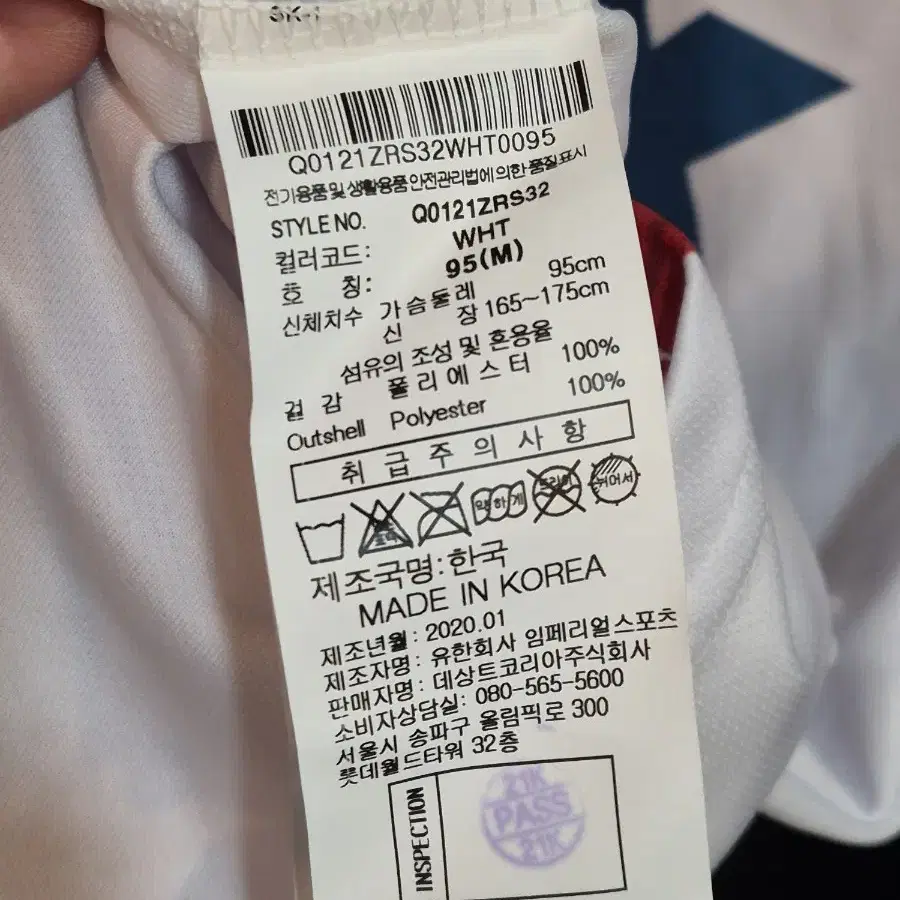 SK-1
Q0121ZRS32WHT0095
전기용품 및 생활용품 안전관리법에 의한 품질표시
STYLE NO. Q0121ZRS32
컬러코드: WHT
호 칭: 95(M)
신체치수 가슴둘레 95cm
신 장 165~175cm
섬유의 조성 및 혼용율
겉 감 폴리에스터 100%
Outshell Polyester 100%
취급주의사항
약하게
드라이
제조국명:한국
MADE IN KOREA
제조년월: 2020.01
제조자명: 유한회사 임페리얼스포츠
판매자명: 데상트코리아주식회사
소비자상담실: 080-565-5600
서울시 송파구 올림픽로 300
롯데월드타워 32층
INSPECTION
21K
PASS
21K